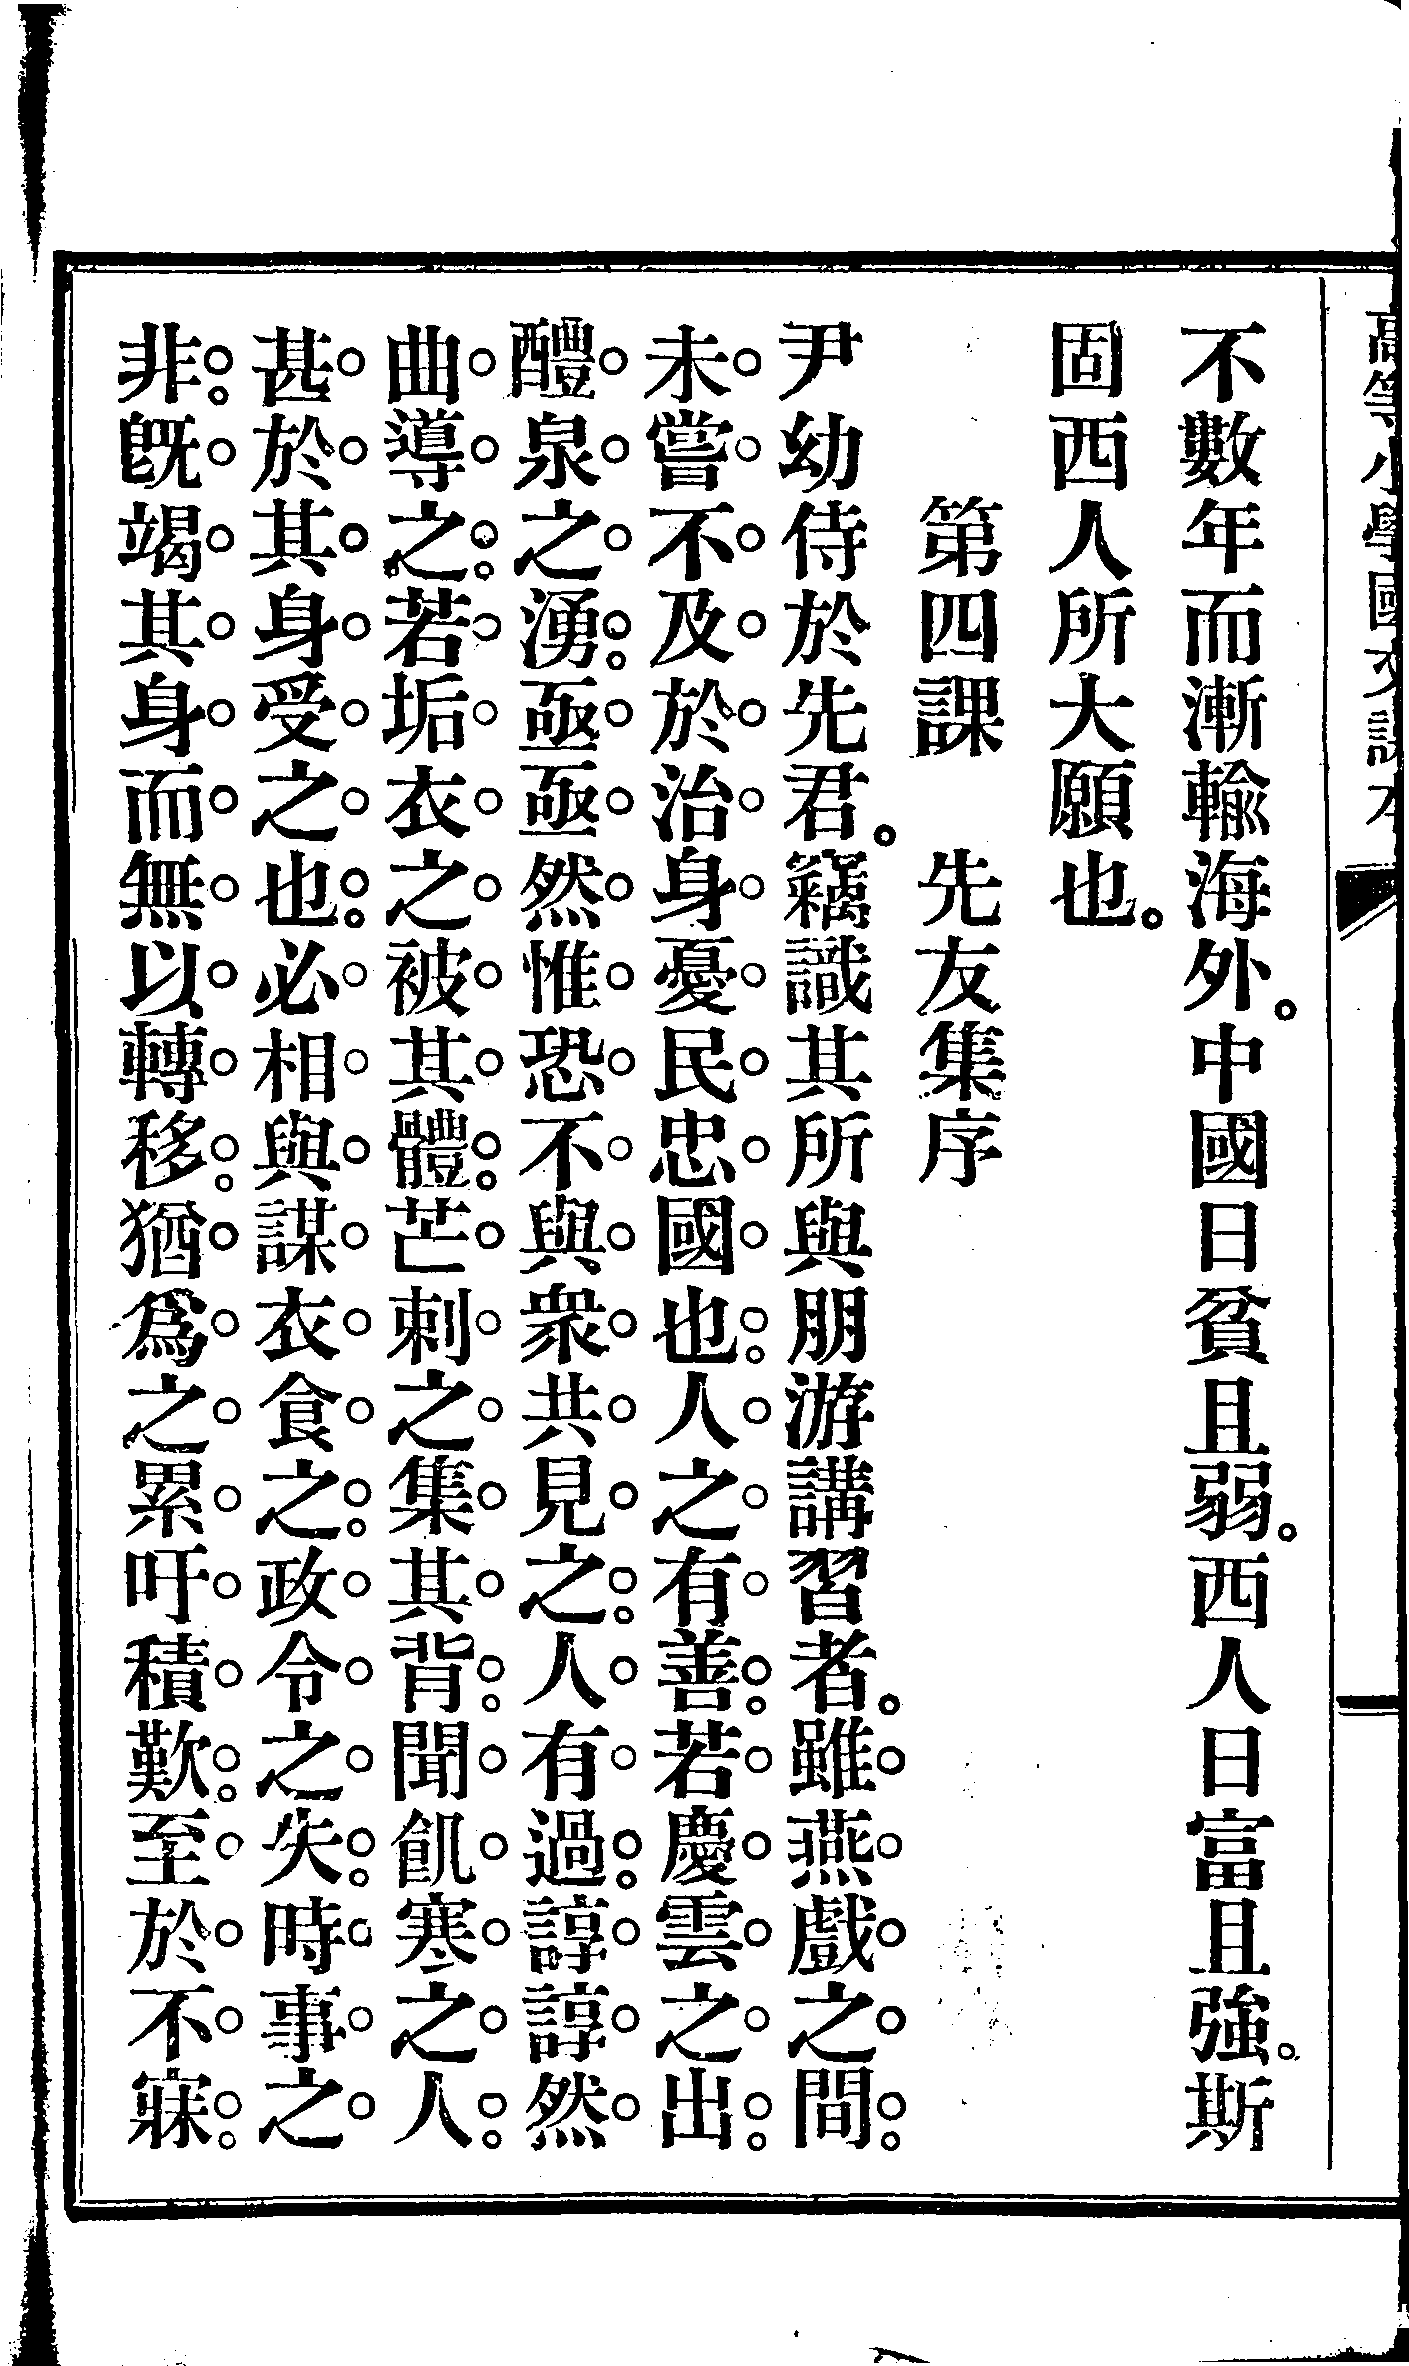 高等小學國文課本
不數年而漸輸海外。中國日貧且弱。西人日富且強。斯
固西人所大願也。
第四課　先友集序
尹幼侍於先君。竊識其所與朋游講習者。雖燕戲之間。
未嘗不及於治身憂民忠國也。人之有善。若慶雲之出。
醴泉之湧。亟亟然惟恐不與衆共見之。人有過。諄諄然
曲導之。若垢衣之被其體。芒刺之集其背。聞飢寒之人。
甚於其身受之也。必相與謀衣食之。政令之失。時事之
非。旣竭其身而無以轉移。猶爲之累吁積歎。至於不寐。